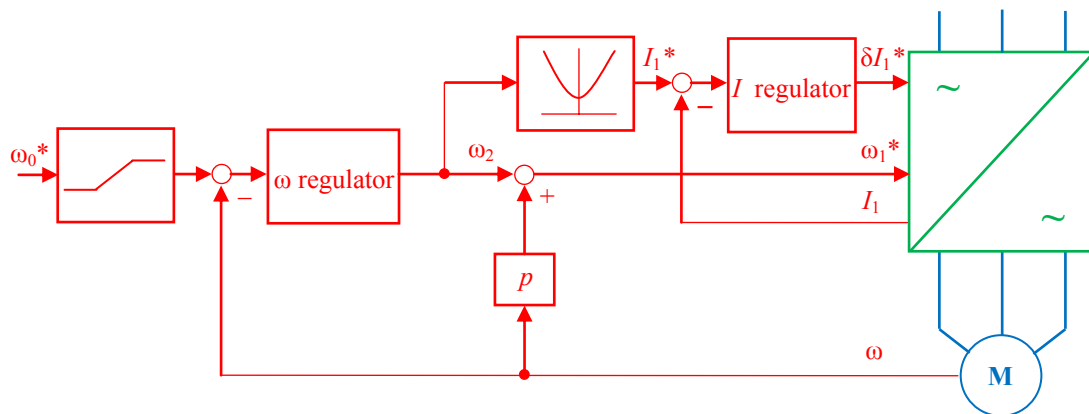 I₁*
I regulator
δI₁*
~
ω₀*
−
ω regulator
ω₂
+
−
ω₁*
I₁
~
p
ω
M